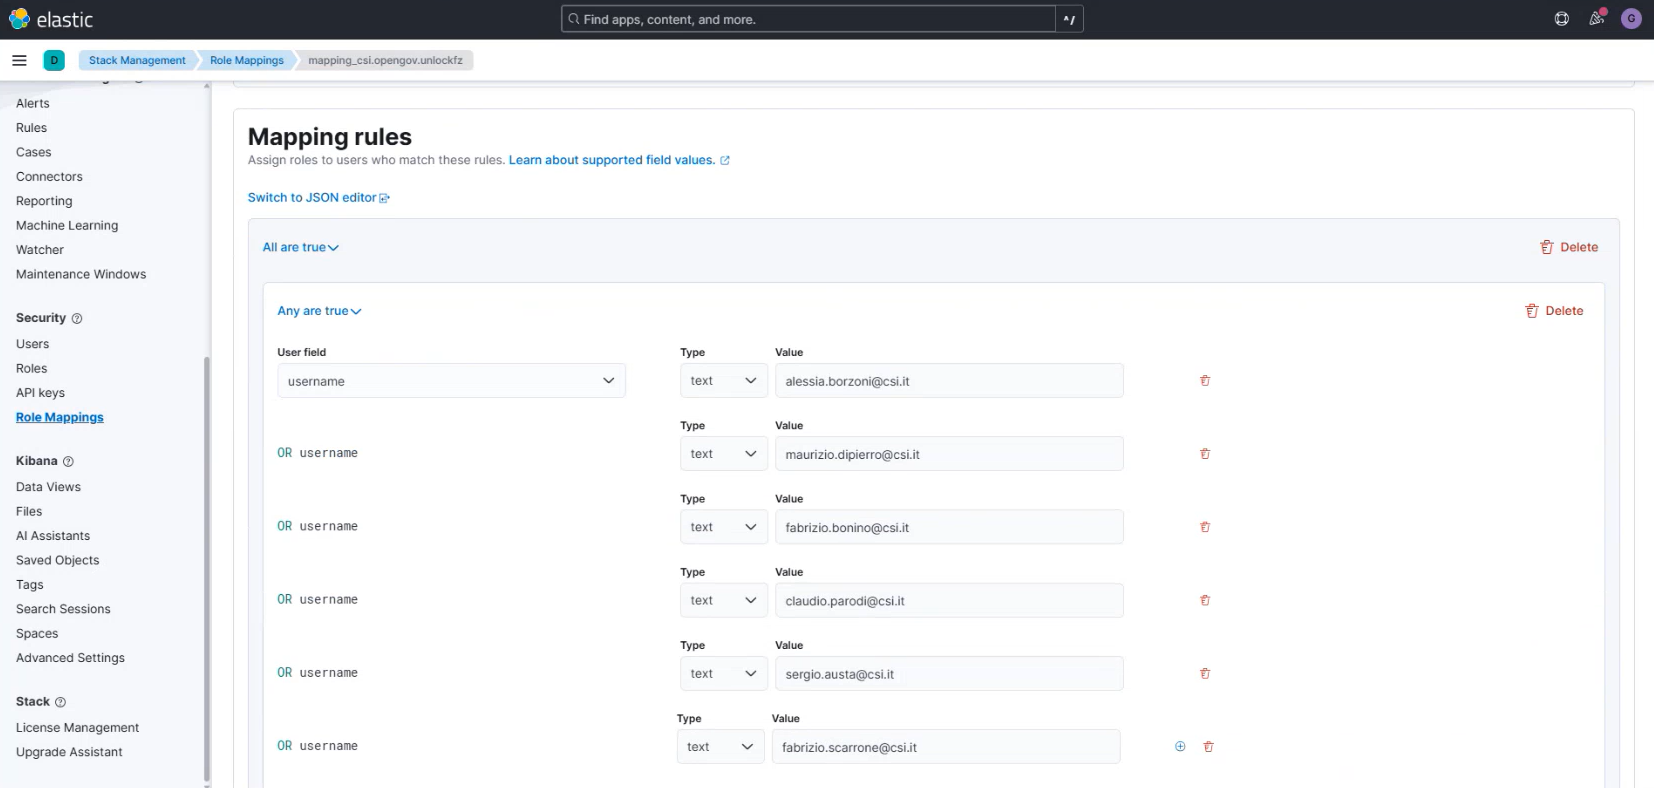 elastic
Find apps, content, and more.
^/
G
D
Stack Management
Role Mappings
mapping_csi.opengov.unlockfz
Alerts
Rules
Cases
Connectors
Reporting
Machine Learning
Watcher
Maintenance Windows
Security
Users
Roles
API keys
Role Mappings
Kibana
Data Views
Files
AI Assistants
Saved Objects
Tags
Search Sessions
Spaces
Advanced Settings
Stack
License Management
Upgrade Assistant
Mapping rules
Assign roles to users who match these rules. Learn about supported field values.
Switch to JSON editor
All are true
Delete
Any are true
Delete
User field Type Value
username text alessia.borzoni@csi.it
Type Value
OR username text maurizio.dipierro@csi.it
Type Value
OR username text fabrizio.bonino@csi.it
Type Value
OR username text claudio.parodi@csi.it
Type Value
OR username text sergio.austa@csi.it
Type Value
OR username text fabrizio.scarrone@csi.it